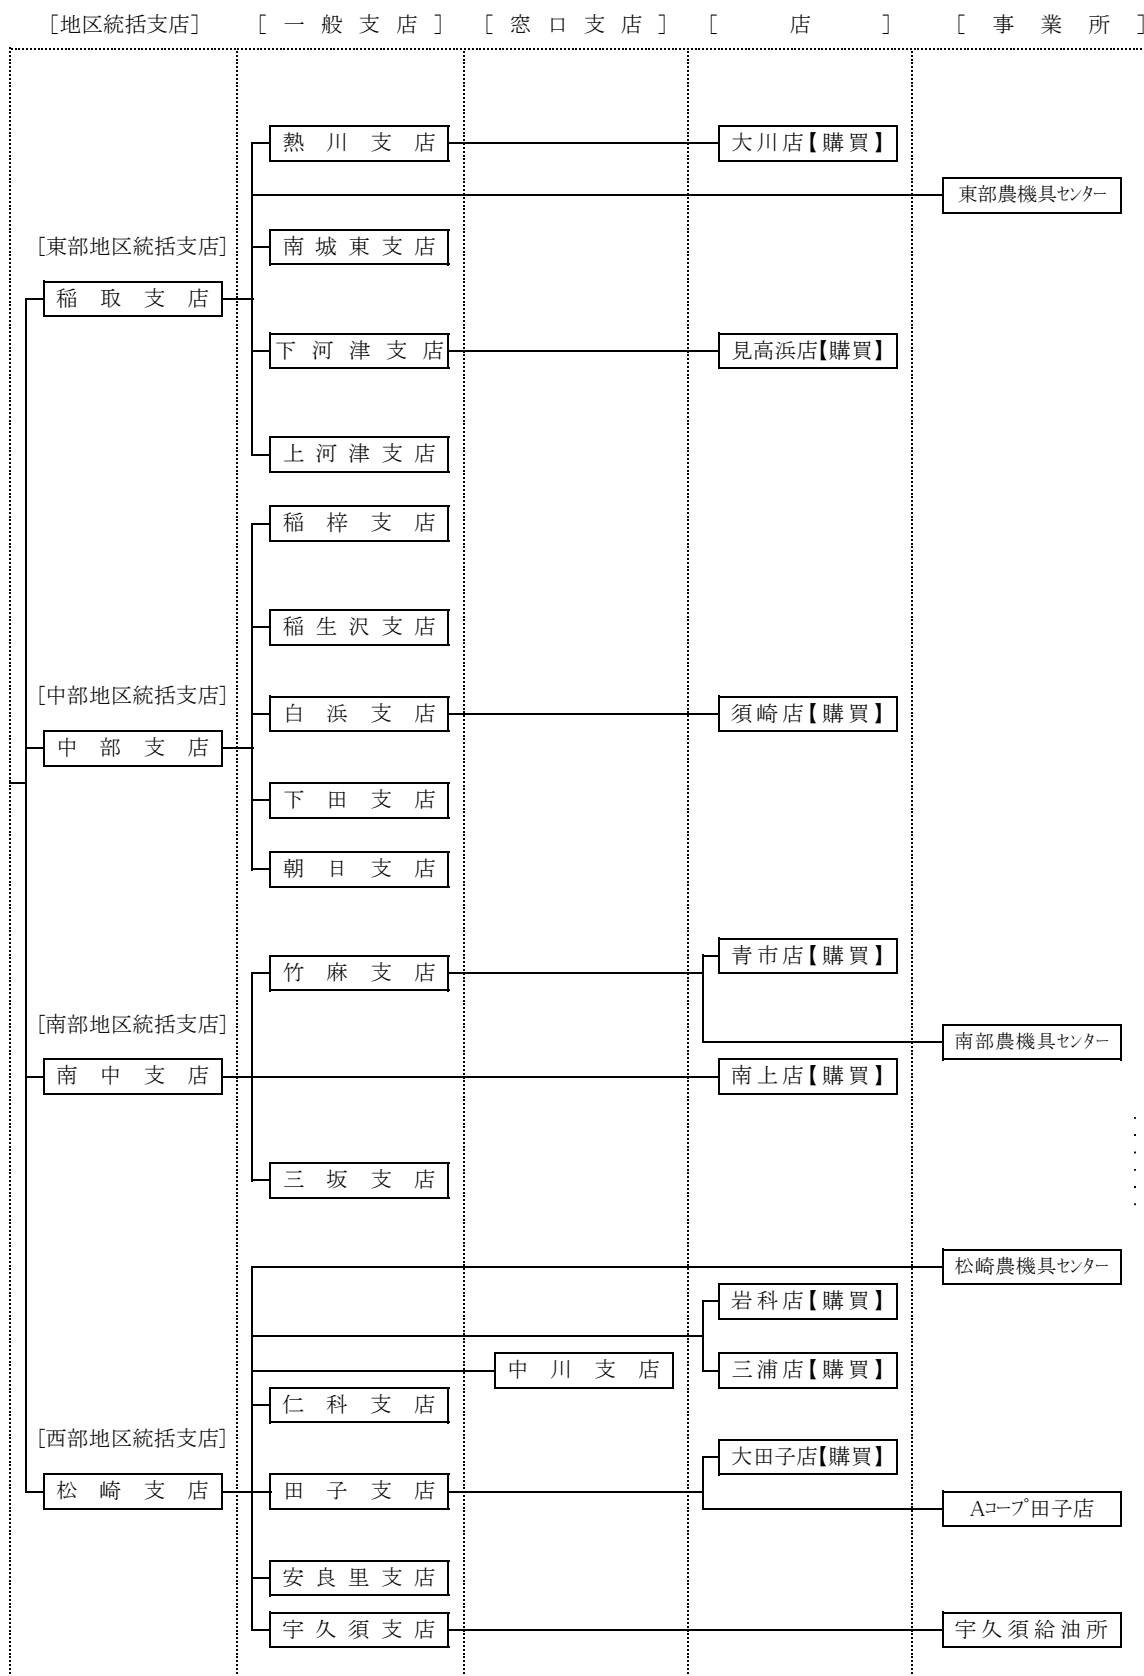 [地区統括支店] [一般支店] [窓口支店] [店] [事業所]
熱川支店 大川店【購買】
東部農機具センター
[東部地区統括支店] 南城東支店
稲取支店
下河津支店 見高浜店【購買】
上河津支店
稲梓支店
稲生沢支店
[中部地区統括支店] 白浜支店 須崎店【購買】
中部支店
下田支店
朝日支店
竹麻支店 青市店【購買】
[南部地区統括支店] 南部農機具センター
南中支店 南上店【購買】
三坂支店
松崎農機具センター
岩科店【購買】
中川支店 三浦店【購買】
仁科支店
[西部地区統括支店] 大田子店【購買】
松崎支店 田子支店
Aコープ田子店
安良里支店
宇久須支店 宇久須給油所